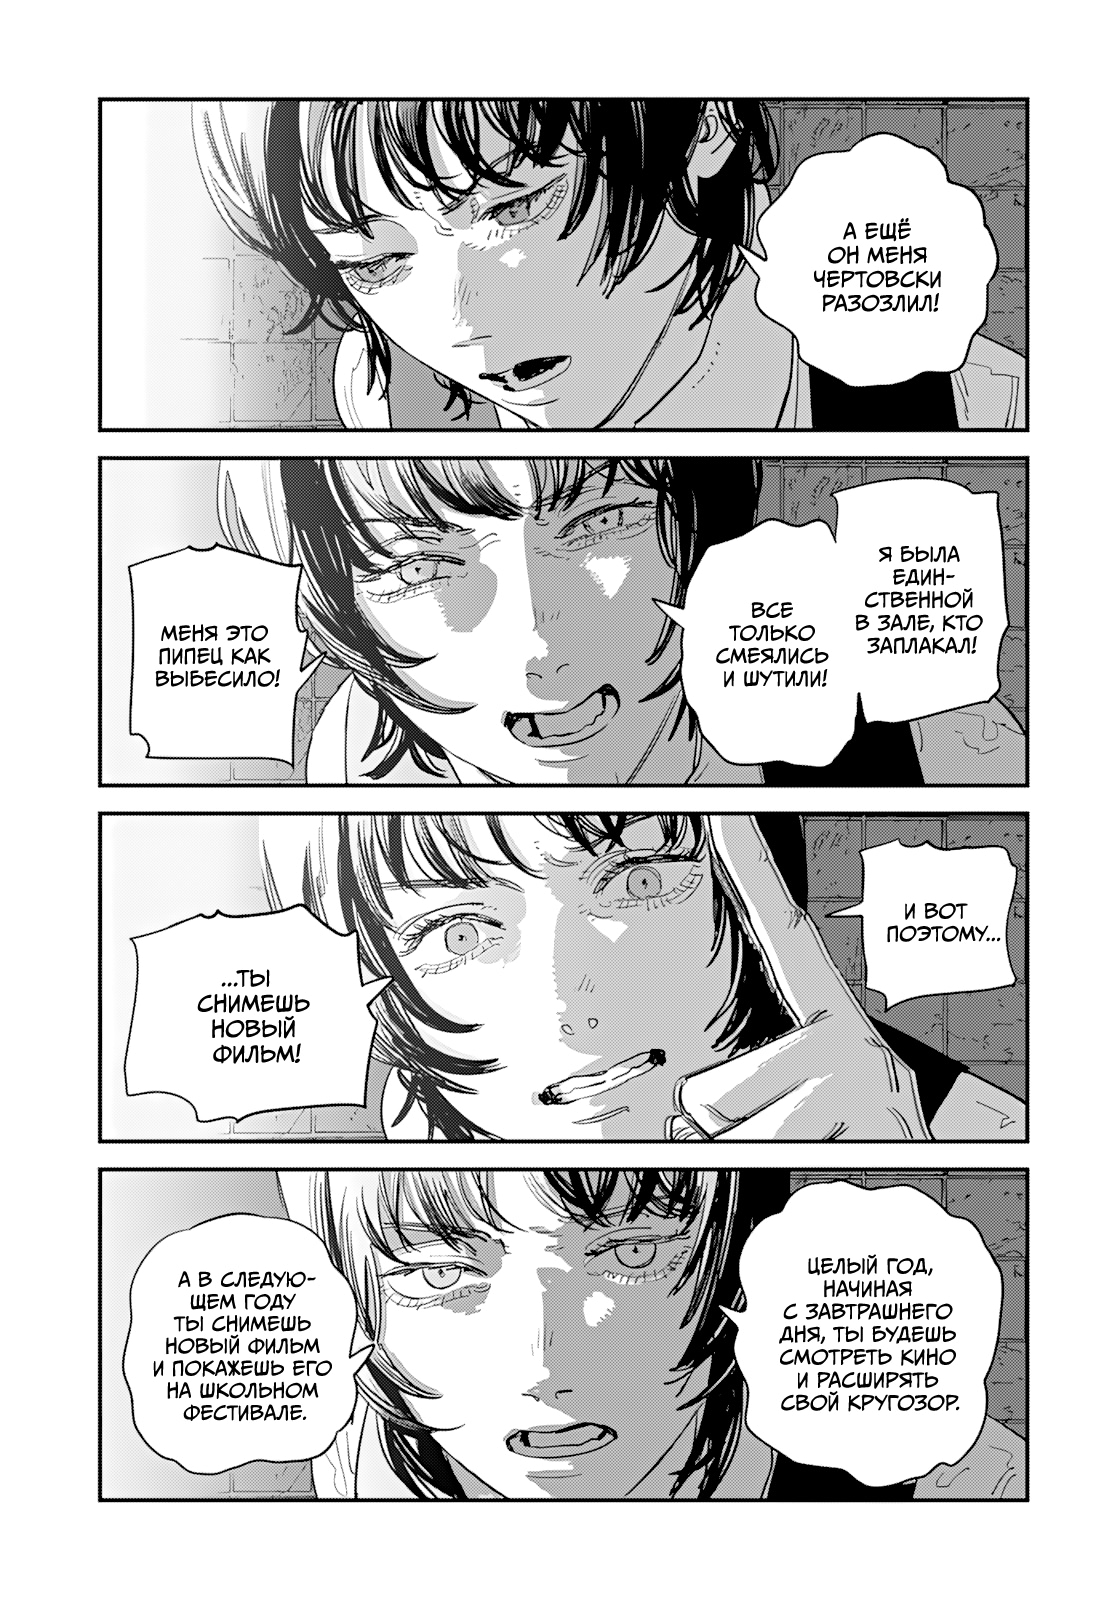 А ЕЩЁ
ОН МЕНЯ
ЧЕРТОВСКИ
РАЗОЗЛИЛ!
Я БЫЛА
ЕДИН-
СТВЕННОЙ
В ЗАЛЕ, КТО
ЗАПЛАКАЛ!
ВСЕ
ТОЛЬКО
СМЕЯЛИСЬ
И ШУТИЛИ!
МЕНЯ ЭТО
ПИПЕЦ КАК
ВЫБЕСИЛО!
И ВОТ
ПОЭТОМУ...
...ТЫ
СНИМЕШЬ
НОВЫЙ
ФИЛЬМ!
ЦЕЛЫЙ ГОД,
НАЧИНАЯ
С ЗАВТРАШНЕГО
ДНЯ, ТЫ БУДЕШЬ
СМОТРЕТЬ КИНО
И РАСШИРЯТЬ
СВОЙ КРУГОЗОР.
А В СЛЕДУЮ-
ЩЕМ ГОДУ
ТЫ СНИМЕШЬ
НОВЫЙ ФИЛЬМ
И ПОКАЖЕШЬ ЕГО
НА ШКОЛЬНОМ
ФЕСТИВАЛЕ.